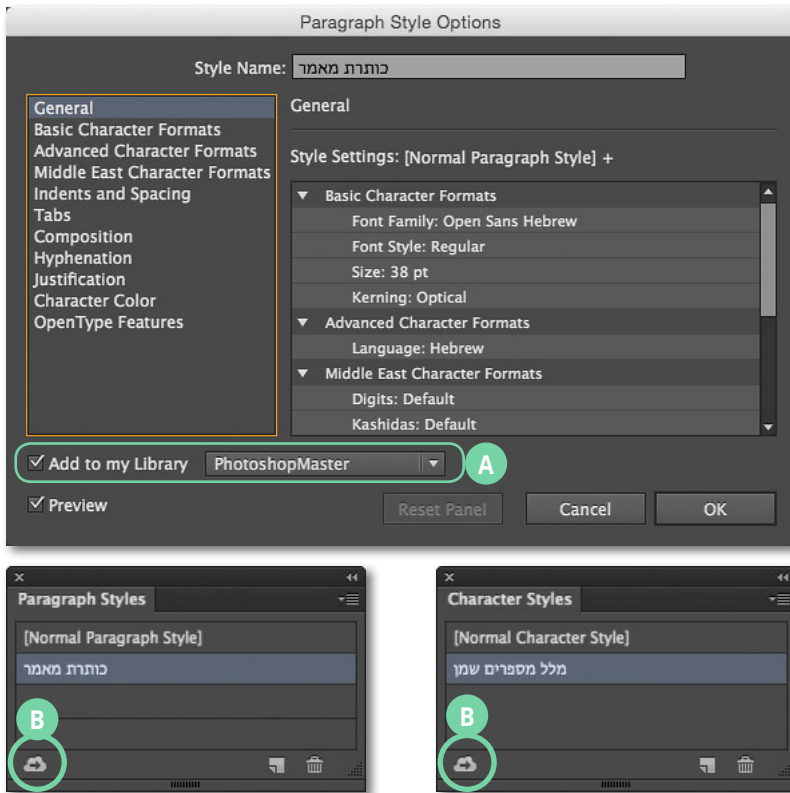 Paragraph Style Options
Style Name: כותרת מאמר
General
Basic Character Formats
Advanced Character Formats
Middle East Character Formats
Indents and Spacing
Tabs
Composition
Hyphenation
Justification
Character Color
OpenType Features
General
Style Settings: [Normal Paragraph Style] +
Basic Character Formats
Font Family: Open Sans Hebrew
Font Style: Regular
Size: 38 pt
Kerning: Optical
Advanced Character Formats
Language: Hebrew
Middle East Character Formats
Digits: Default
Kashidas: Default
Add to my Library PhotoshopMaster A
Preview Reset Panel Cancel OK
Paragraph Styles
[Normal Paragraph Style]
כותרת מאמר
B
Character Styles
[Normal Character Style]
מלל מספרים שמן
B